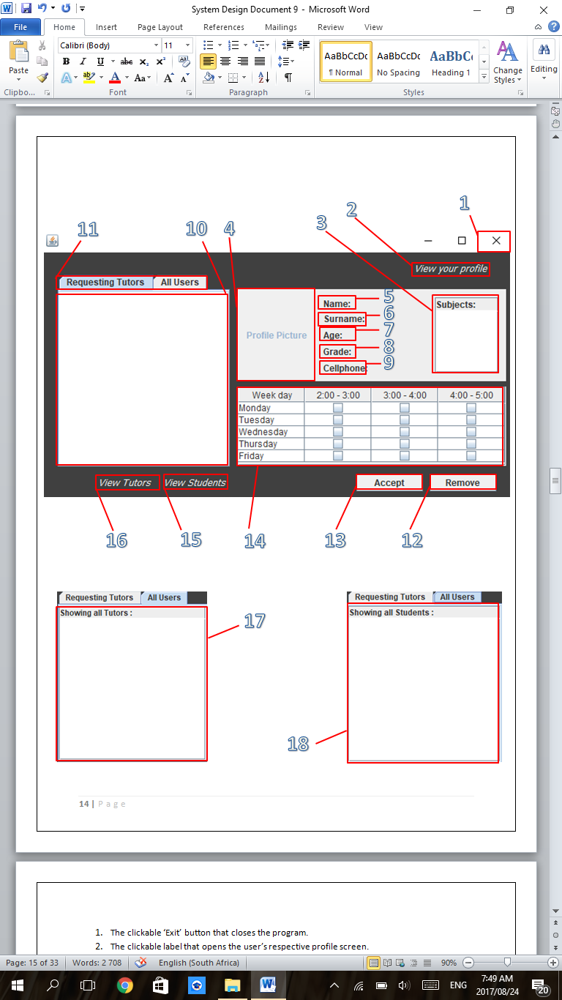 System Design Document 9 - Microsoft Word
File Home Insert Page Layout References Mailings Review View
Calibri (Body) 11
AaBbCcDc AaBbCcDc AaBbC
Paste
¶ Normal No Spacing Heading 1 Change Styles Editing
B I U abc x₂ x²
A ab A Aa A A
Clipbo... Font Paragraph Styles
1
2
3
11 10 4
View your profile
Requesting Tutors All Users
Profile Picture
Name: 5
Surname: 6
Age: 7
Grade: 8
Cellphone: 9
Subjects:
Week day 2:00 - 3:00 3:00 - 4:00 4:00 - 5:00
Monday
Tuesday
Wednesday
Thursday
Friday
View Tutors View Students Accept Remove
16 15 14 13 12
Requesting Tutors All Users
Showing all Tutors :
17
Requesting Tutors All Users
Showing all Students :
18
14 | Page
1. The clickable ‘Exit’ button that closes the program.
2. The clickable label that opens the user’s respective profile screen.
Page: 15 of 33 Words: 2 708 English (South Africa) 90%
ENG 7:49 AM
2017/08/24 20